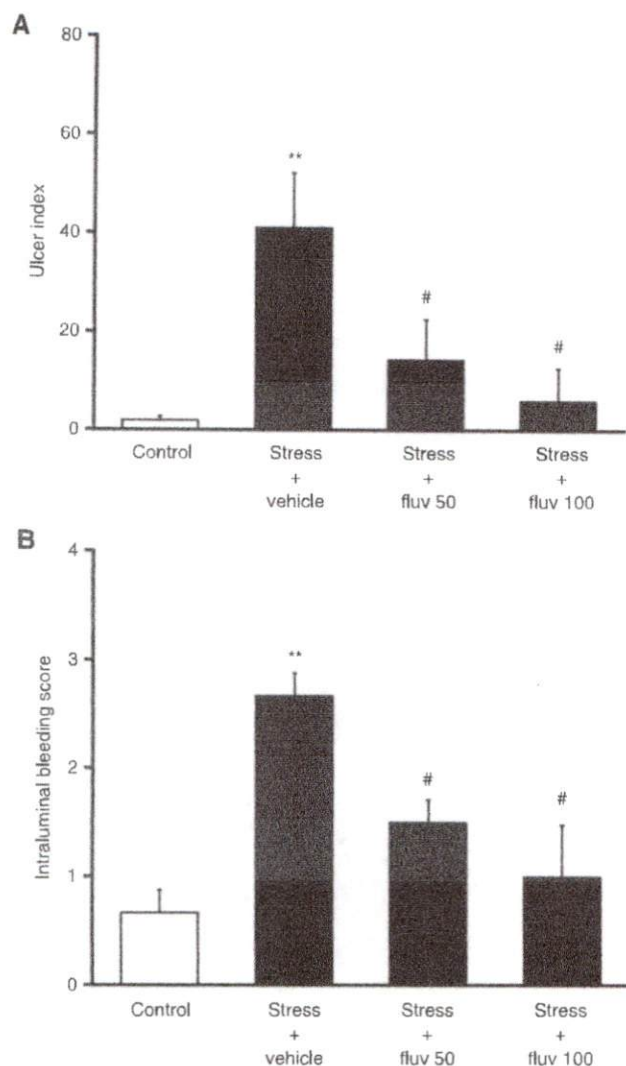 A
80
60
40
20
0
Ulcer index
**
#
#
Control
Stress
+
vehicle
Stress
+
fluv 50
Stress
+
fluv 100
B
4
3
2
1
0
Intraluminal bleeding score
**
#
#
Control
Stress
+
vehicle
Stress
+
fluv 50
Stress
+
fluv 100